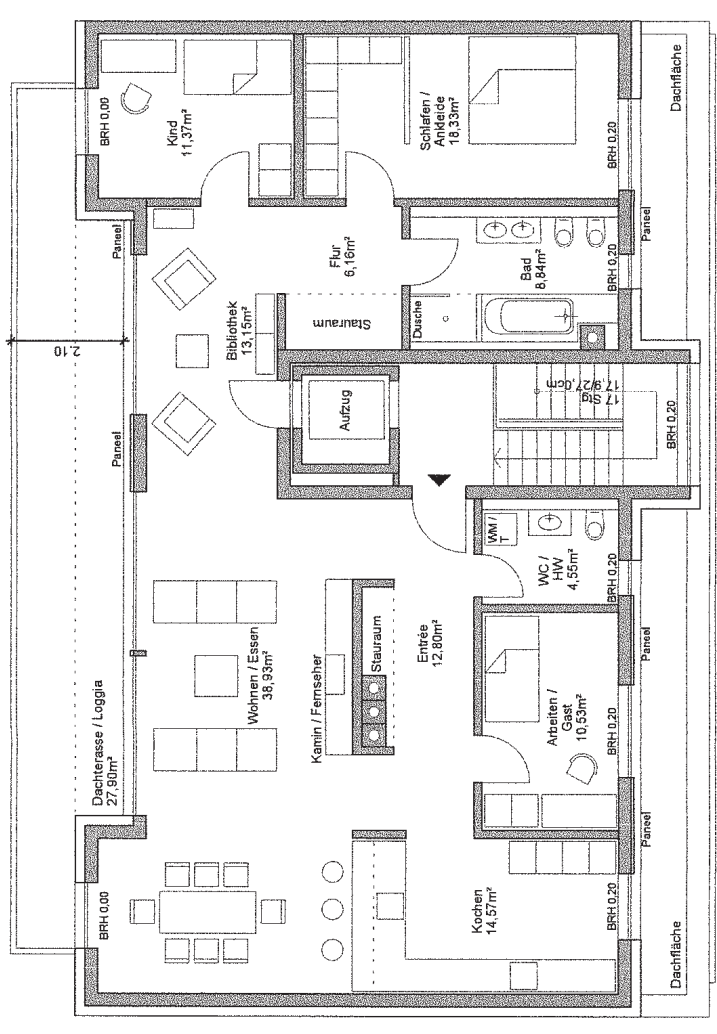 Dachterasse / Loggia
27,90m²
2.10
BRH 0,00
Paneel
Paneel
BRH 0,00
Wohnen / Essen
38,93m²
Bibliothek
13,15m²
Kind
11,37m²
Kamin / Fernseher
Stauraum
Aufzug
Stauraum
Flur
6,16m²
Entrée
12,80m²
Dusche
Schlafen /
Ankleide
18,33m²
Kochen
14,57m²
Arbeiten /
Gast
10,53m²
WM /
T
WC /
HW
4,55m²
17 Stg
17,9/27,0cm
Bad
8,84m²
BRH 0,20
BRH 0,20
BRH 0,20
BRH 0,20
BRH 0,20
BRH 0,20
Paneel
Paneel
Paneel
Dachfläche
Dachfläche